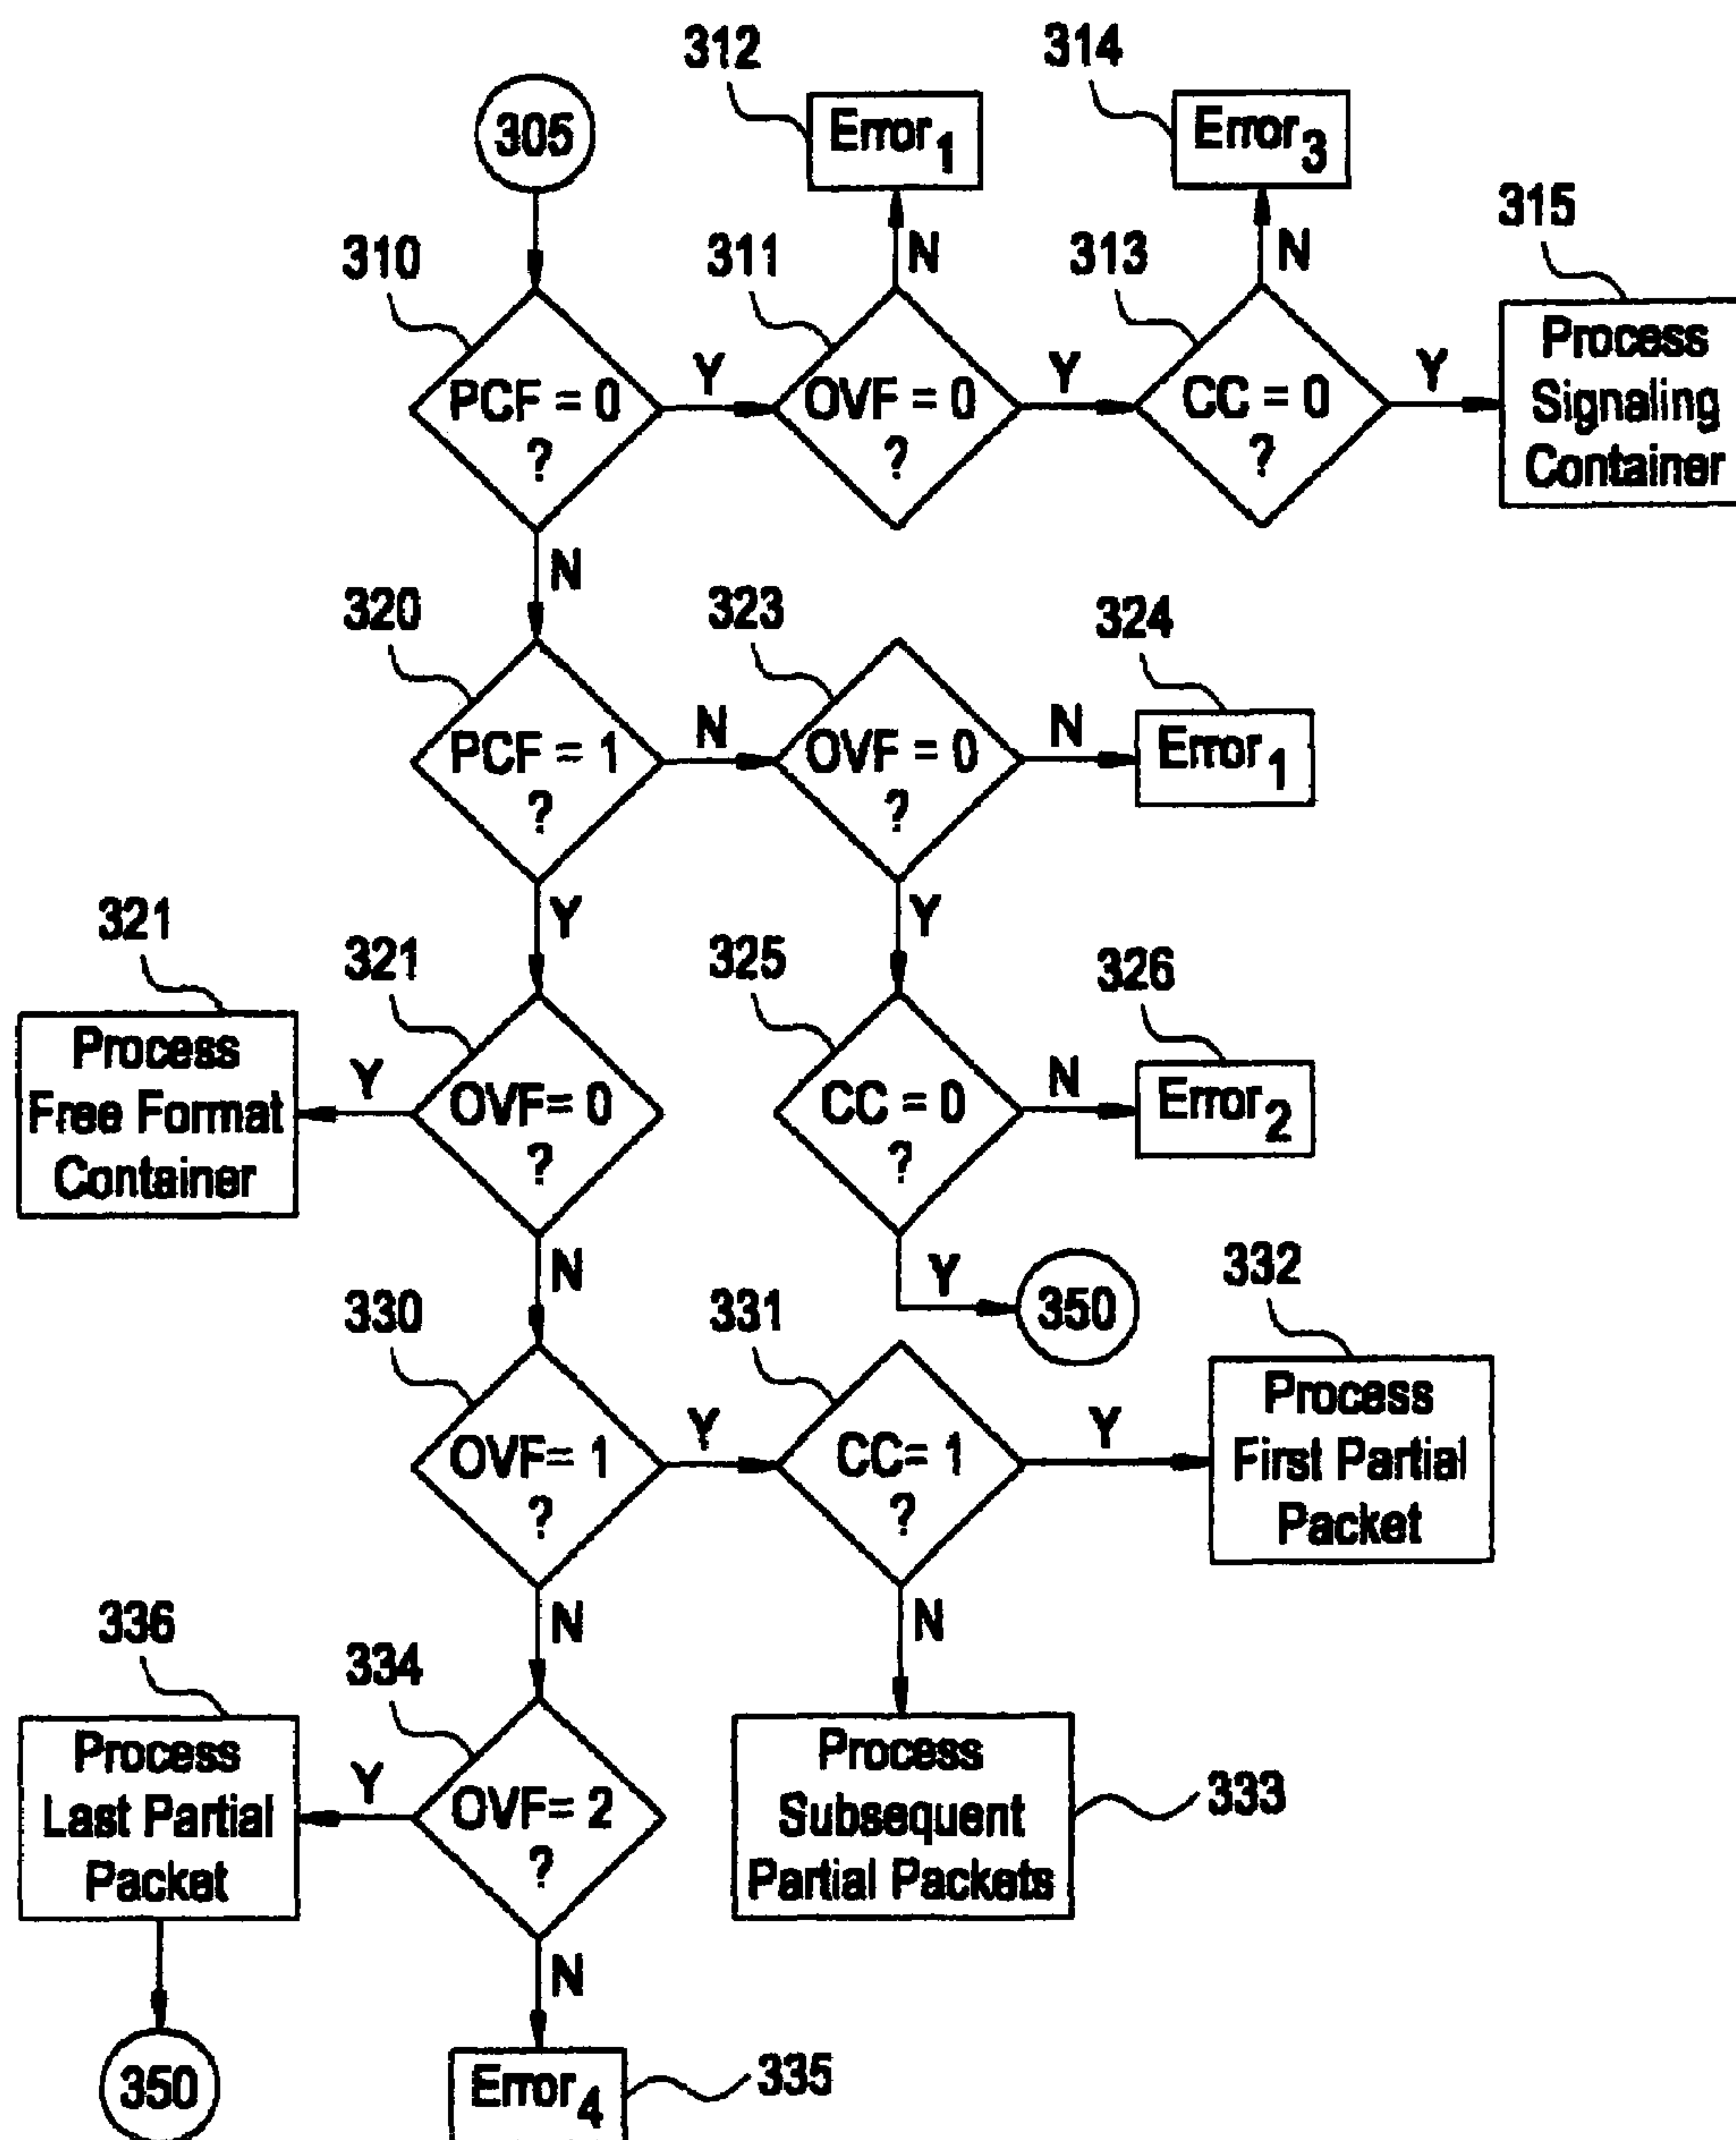 312
314
305
Error1
Error3
315
310
N
311
N
313
Process
Signaling
Container
Y
Y
Y
PCF = 0
?
OVF = 0
?
CC = 0
?
N
320
323
324
N
N
PCF = 1
?
OVF = 0
?
Error1
Y
Y
321
321
325
326
Process
Free Format
Container
Y
OVF= 0
?
CC = 0
?
N
Error2
N
Y
350
332
330
331
Process
First Partial
Packet
Y
Y
OVF= 1
?
CC= 1
?
N
N
336
334
Process
Last Partial
Packet
Y
OVF= 2
?
Process
Subsequent
Partial Packets
333
N
350
Error4
335